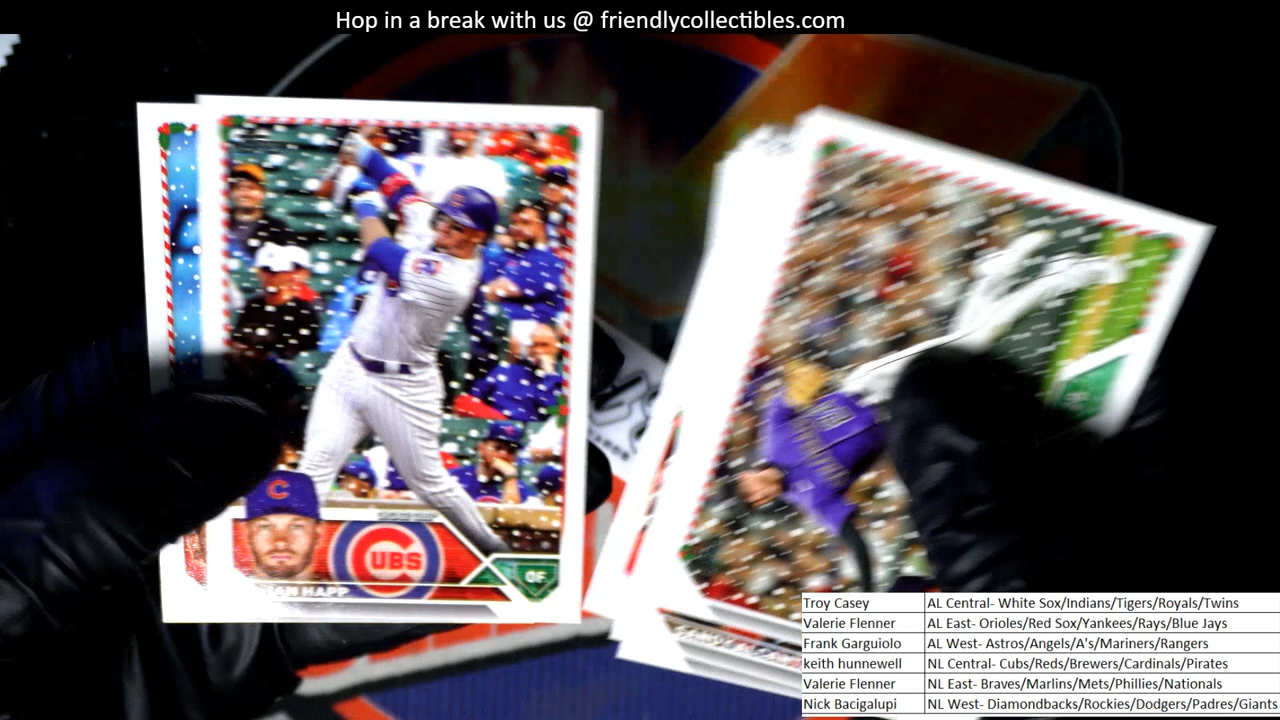 Hop in a break with us @ friendlycollectibles.com
C
CUBS
IAN HAPP
OF
Troy Casey AL Central- White Sox/Indians/Tigers/Royals/Twins
Valerie Flenner AL East- Orioles/Red Sox/Yankees/Rays/Blue Jays
Frank Garguiolo AL West- Astros/Angels/A's/Mariners/Rangers
keith hunnewell NL Central- Cubs/Reds/Brewers/Cardinals/Pirates
Valerie Flenner NL East- Braves/Marlins/Mets/Phillies/Nationals
Nick Bacigalupi NL West- Diamondbacks/Rockies/Dodgers/Padres/Giants